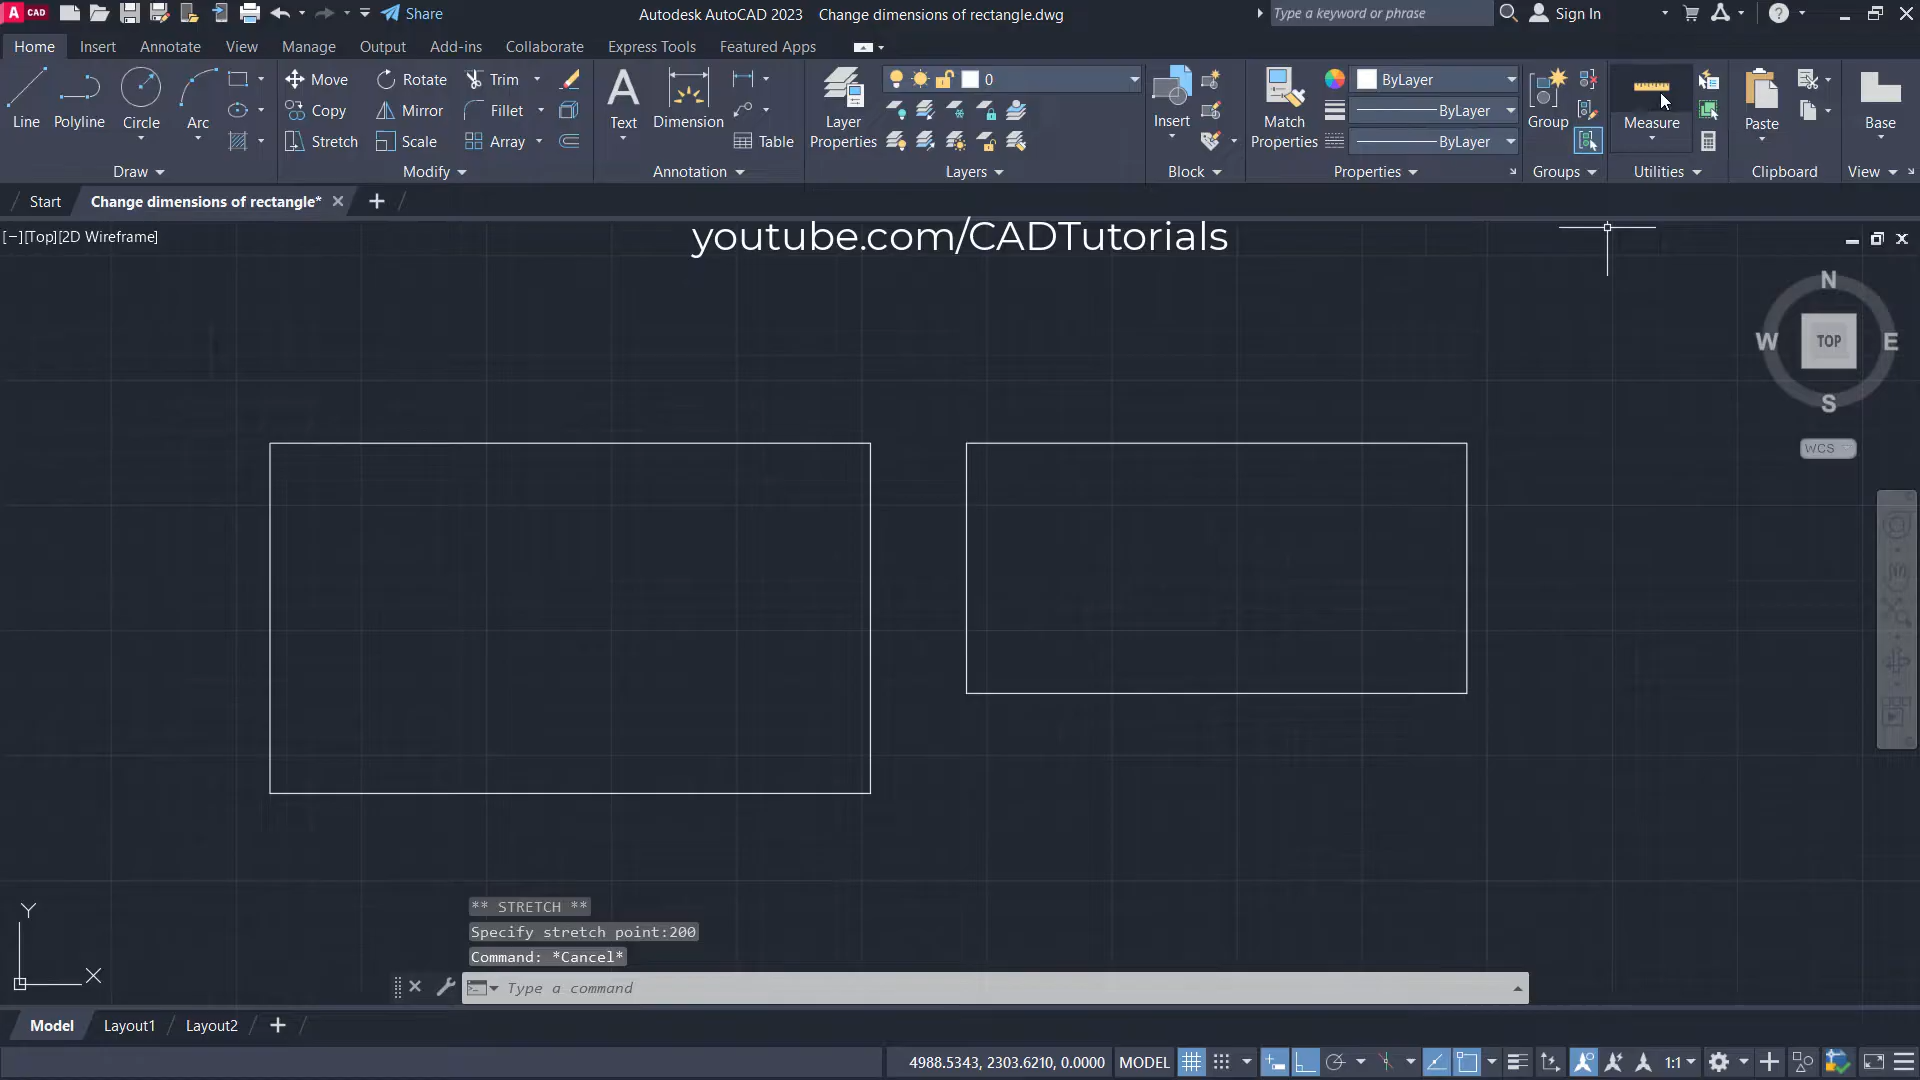 A CAD
Share
Autodesk AutoCAD 2023 Change dimensions of rectangle.dwg
Type a keyword or phrase
Sign In
Home Insert Annotate View Manage Output Add-ins Collaborate Express Tools Featured Apps
Line
Polyline
Circle
Arc
Draw
Move
Rotate
Trim
Copy
Mirror
Fillet
Stretch
Scale
Array
Modify
Text
Dimension
Table
Annotation
Layer
Properties
0
Layers
Insert
Block
Match
Properties
ByLayer
ByLayer
ByLayer
Properties
Group
Groups
Measure
Utilities
Paste
Clipboard
Base
View
Start
Change dimensions of rectangle*
[−][Top][2D Wireframe]
youtube.com/CADTutorials
N
W
TOP
E
S
WCS
** STRETCH **
Specify stretch point:200
Command: *Cancel*
Type a command
Y
X
Model Layout1 Layout2
4988.5343, 2303.6210, 0.0000 MODEL
1:1